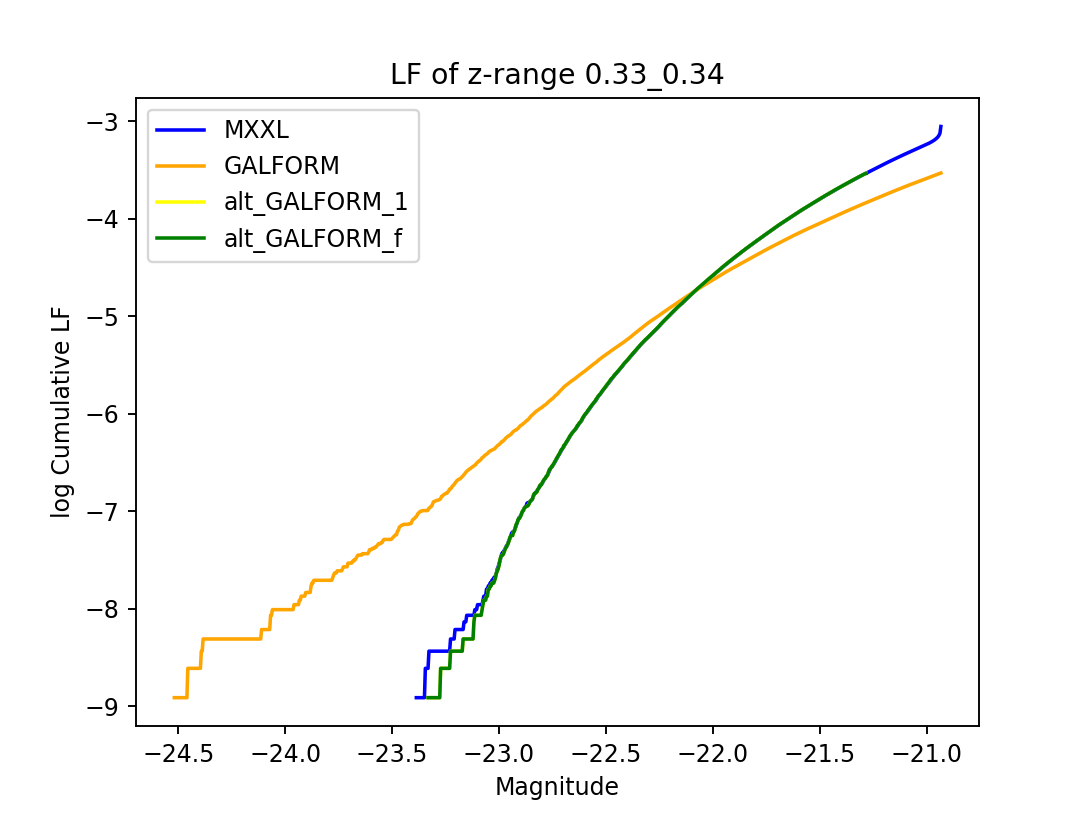 LF of z-range 0.33_0.34
MXXL
GALFORM
alt_GALFORM_1
alt_GALFORM_f
log Cumulative LF
−3
−4
−5
−6
−7
−8
−9
−24.5 −24.0 −23.5 −23.0 −22.5 −22.0 −21.5 −21.0
Magnitude